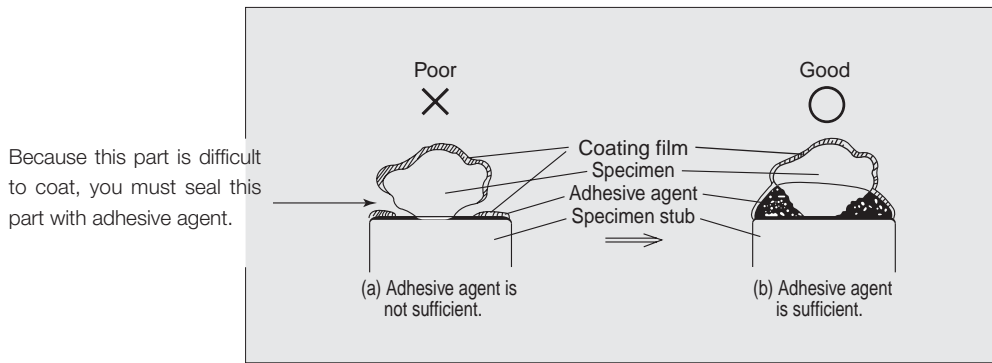 Because this part is difficult
to coat, you must seal this
part with adhesive agent.
Poor
Good
Coating film
Specimen
Adhesive agent
Specimen stub
(a) Adhesive agent is
not sufficient.
(b) Adhesive agent
is sufficient.